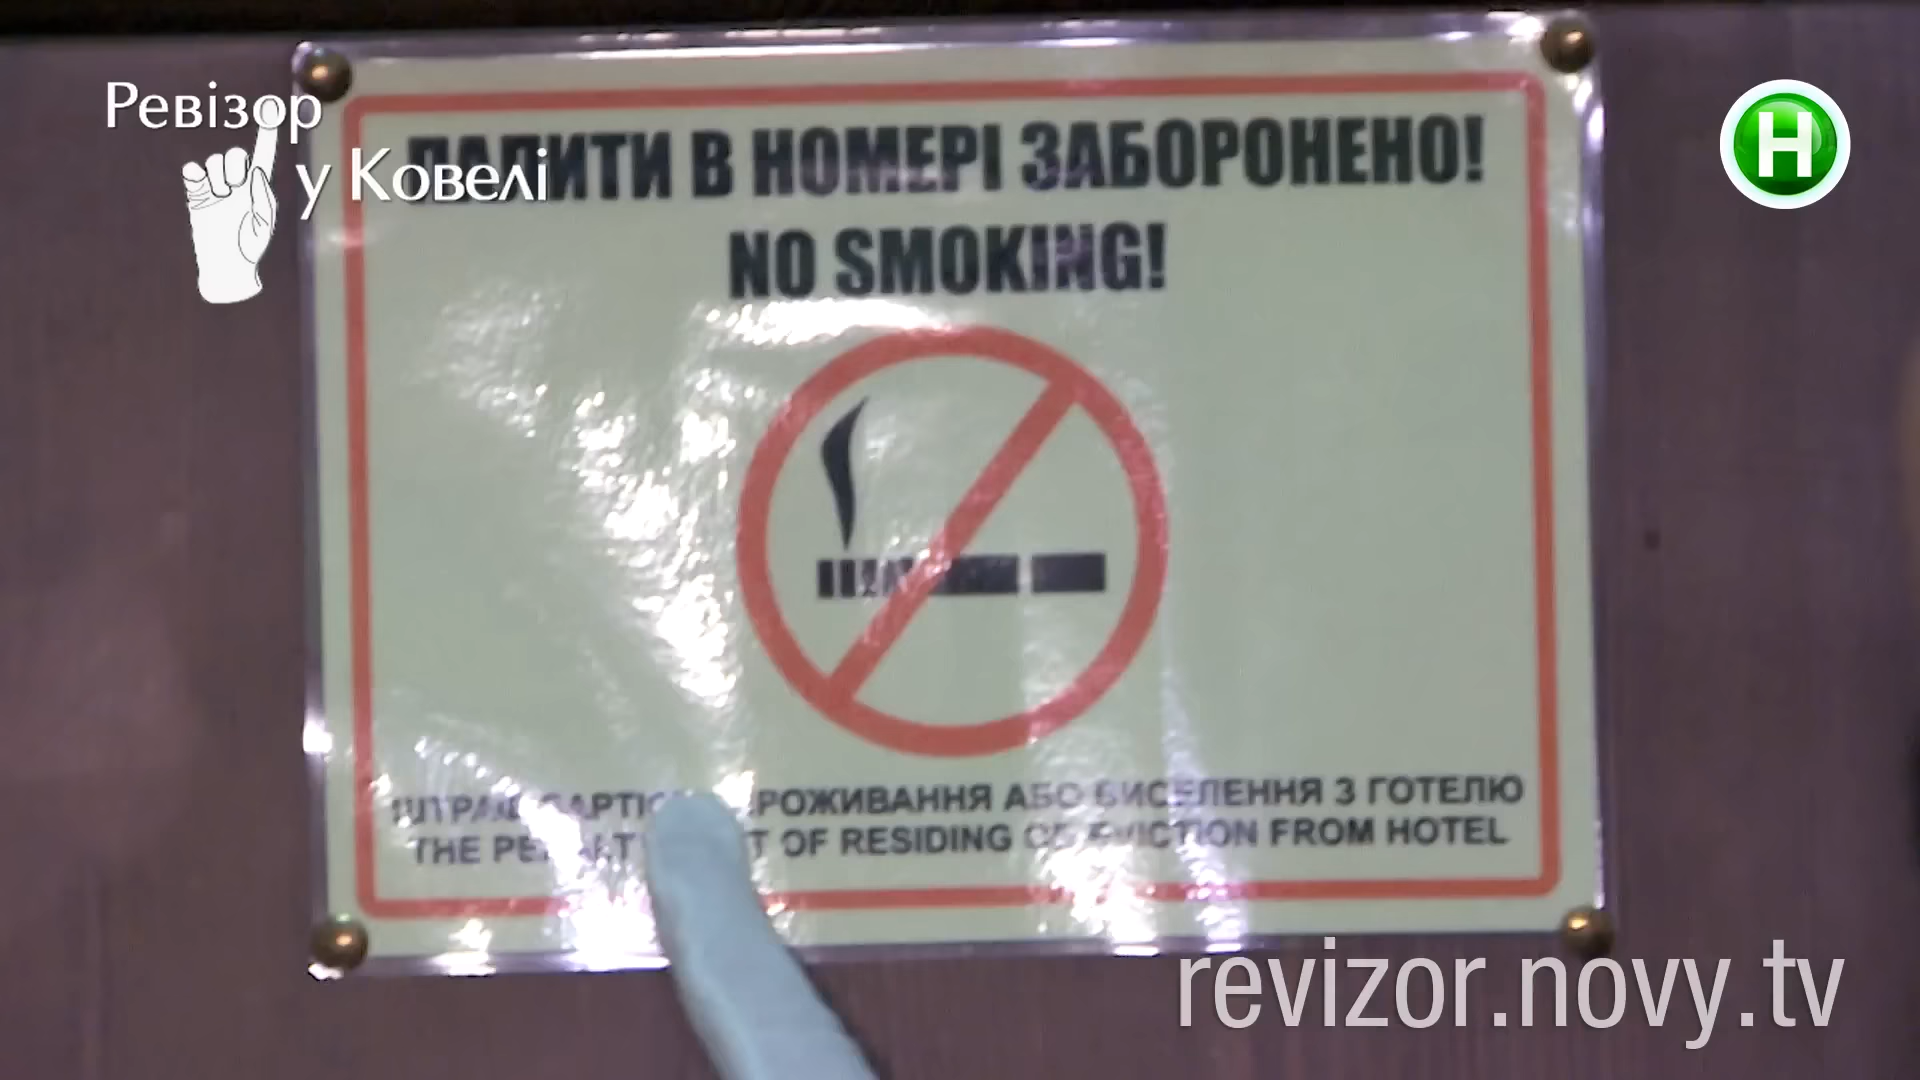 Ревізор
у Ковелі
Н
ПАЛИТИ В НОМЕРІ ЗАБОРОНЕНО!
NO SMOKING!
ШТРАФ ВАРТІСТЬ ПРОЖИВАННЯ АБО ВИСЕЛЕННЯ З ГОТЕЛЮ
THE PENALTY OF RESIDING OR EVICTION FROM HOTEL
revizor.novy.tv